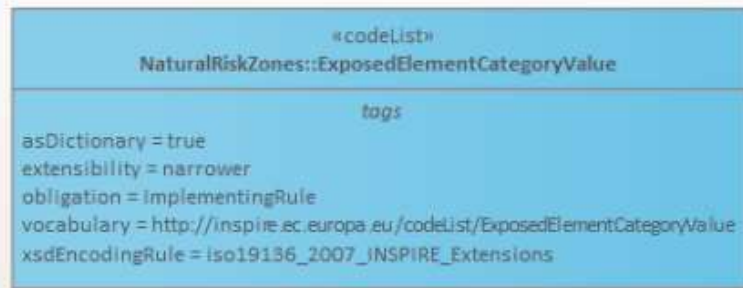 «codeList»
NaturalRiskZones::ExposedElementCategoryValue
tags
asDictionary = true
extensibility = narrower
obligation = implementingRule
vocabulary = http://inspire.ec.europa.eu/codeList/ExposedElementCategoryValue
xsdEncodingRule = iso19136_2007_INSPIRE_Extensions